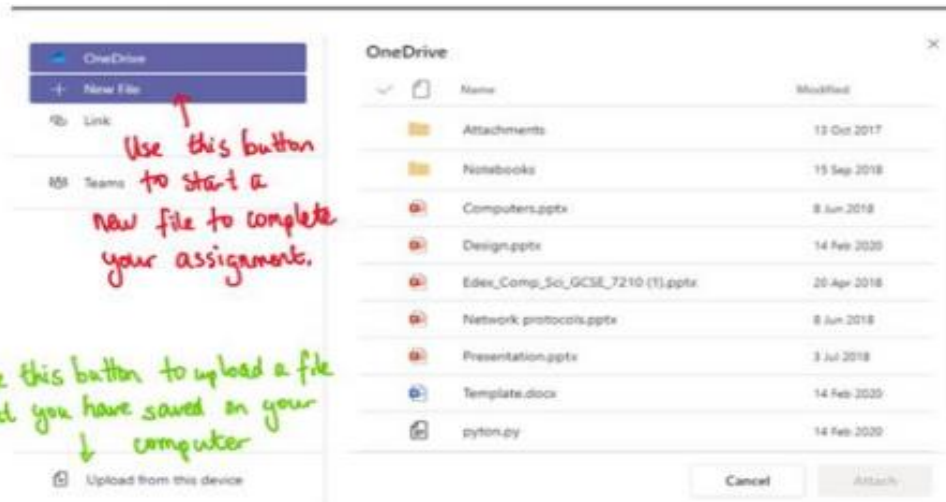 OneDrive
New File
Link
Use this button
to start a
new file to complete
your assignment.
Teams
this button to upload a file
you have saved on your
computer
Upload from this device
OneDrive
Name Modified
Attachments 13 Oct 2017
Notebooks 15 Sep 2018
Computers.pptx 8 Jun 2018
Design.pptx 14 Feb 2020
Edex_Comp_Sci_GCSE_7210 (1).pptx 20 Apr 2018
Network protocols.pptx 8 Jun 2018
Presentation.pptx 3 Jul 2018
Template.docx 14 Feb 2020
pyton.py 14 Feb 2020
Cancel Attach